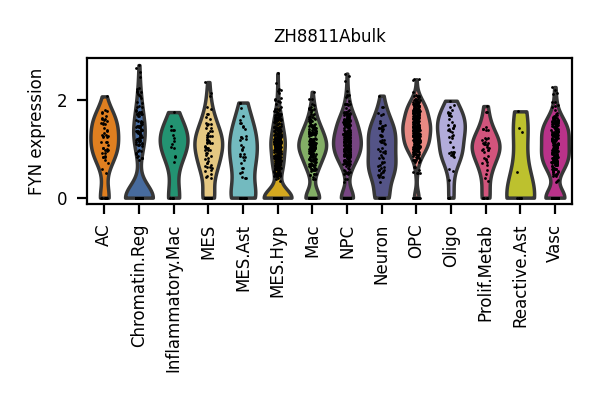 ZH8811Abulk
FYN expression
2
0
AC
Chromatin.Reg
Inflammatory.Mac
MES
MES.Ast
MES.Hyp
Mac
NPC
Neuron
OPC
Oligo
Prolif.Metab
Reactive.Ast
Vasc